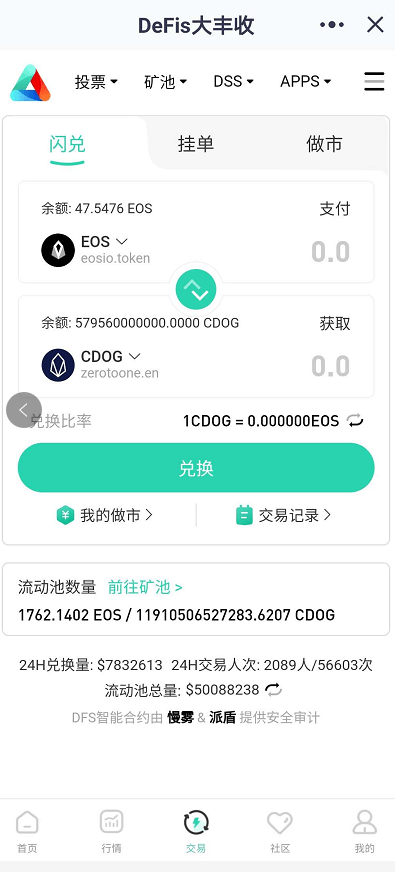 DeFis大丰收
投票 矿池 DSS APPS
闪兑 挂单 做市
余额: 47.5476 EOS 支付
EOS 0.0
eosio.token
余额: 579560000000.0000 CDOG 获取
CDOG 0.0
zerotoone.en
兑换比率 1CDOG = 0.000000EOS
兑换
我的做市 交易记录
流动池数量 前往矿池 >
1762.1402 EOS / 11910506527283.6207 CDOG
24H兑换量: $7832613 24H交易人次: 2089人/56603次
流动池总量: $50088238
DFS智能合约由 慢雾 & 派盾 提供安全审计
首页 行情 交易 社区 我的